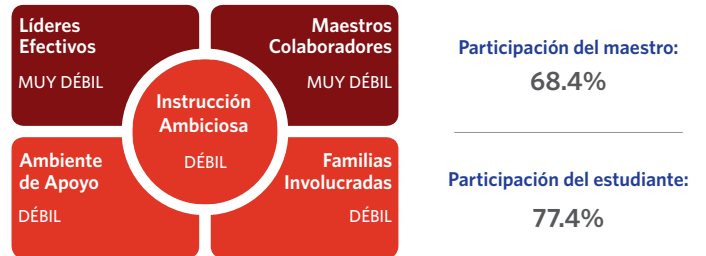 Líderes
Efectivos
MUY DÉBIL
Maestros
Colaboradores
MUY DÉBIL
Instrucción
Ambiciosa
DÉBIL
Ambiente
de Apoyo
DÉBIL
Familias
Involucradas
DÉBIL
Participación del maestro:
68.4%
Participación del estudiante:
77.4%